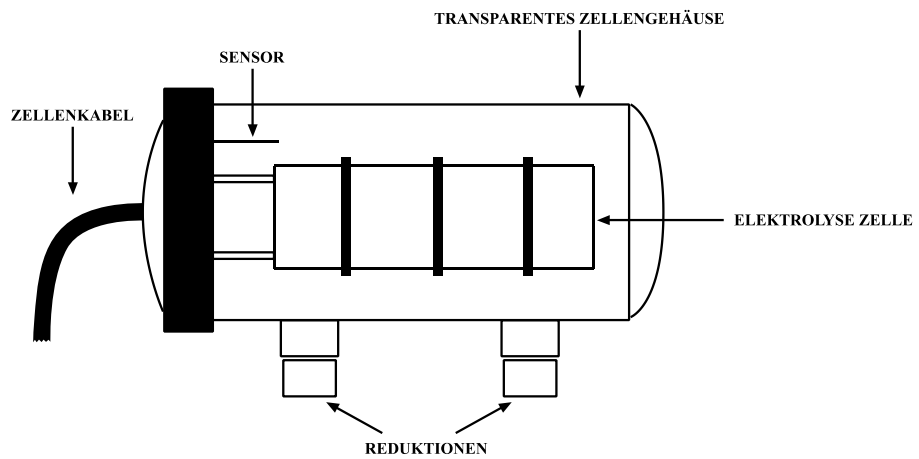 TRANSPARENTES ZELLENGEHÄUSE
SENSOR
ZELLENKABEL
ELEKTROLYSE ZELLE
REDUKTIONEN